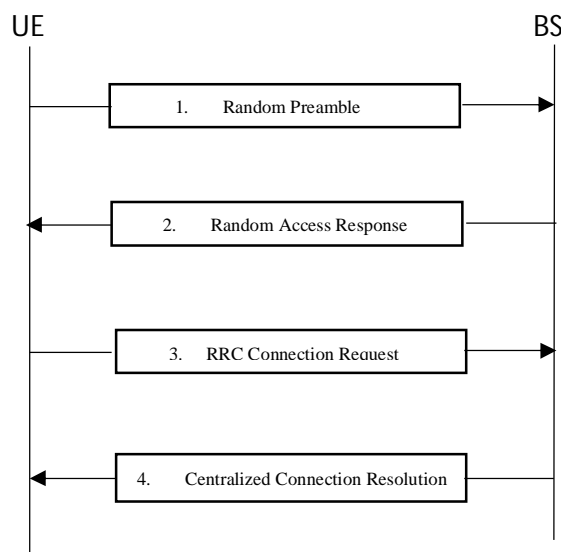 UE BS
1. Random Preamble
2. Random Access Response
3. RRC Connection Request
4. Centralized Connection Resolution